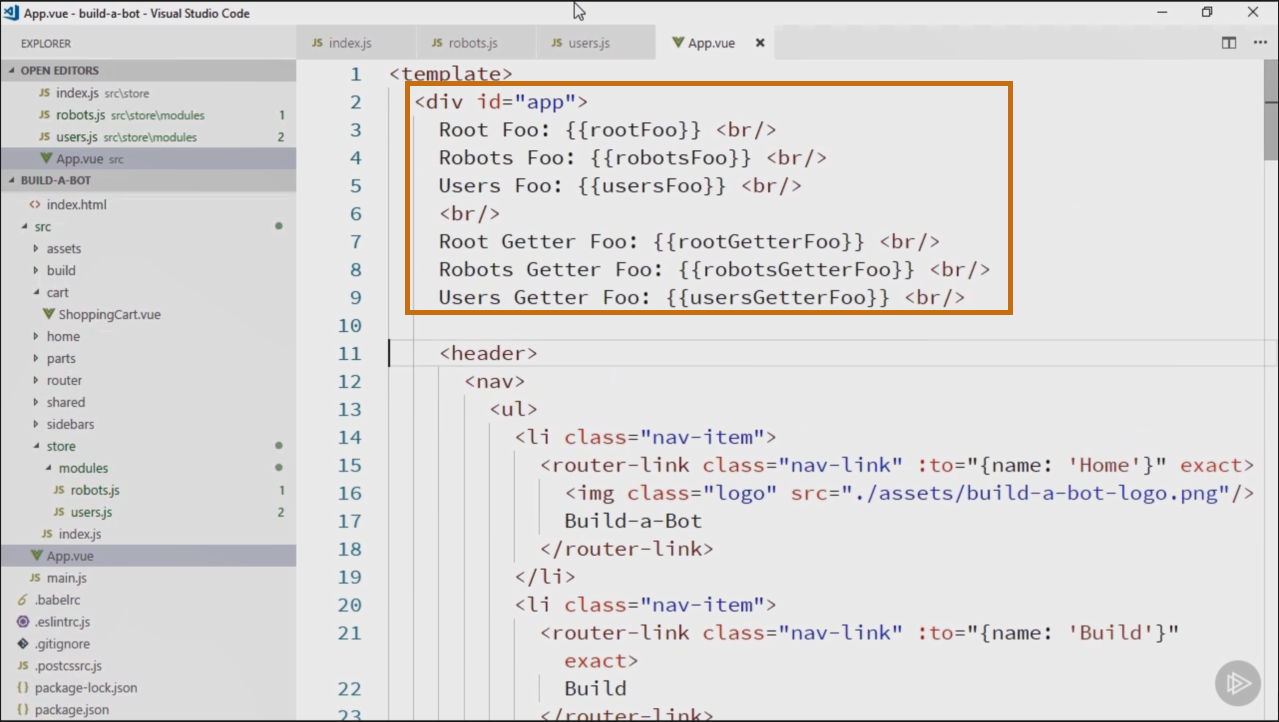 App.vue - build-a-bot - Visual Studio Code
EXPLORER
OPEN EDITORS
JS index.js src\store
JS robots.js src\store\modules 1
JS users.js src\store\modules 2
App.vue src
BUILD-A-BOT
<> index.html
src
assets
build
cart
ShoppingCart.vue
home
parts
router
shared
sidebars
store
modules
JS robots.js 1
JS users.js 2
JS index.js
App.vue
JS main.js
.babelrc
.eslintrc.js
.gitignore
JS .postcssrc.js
{} package-lock.json
{} package.json
JS index.js JS robots.js JS users.js App.vue
1 <template>
2 <div id="app">
3 Root Foo: {{rootFoo}} <br/>
4 Robots Foo: {{robotsFoo}} <br/>
5 Users Foo: {{usersFoo}} <br/>
6 <br/>
7 Root Getter Foo: {{rootGetterFoo}} <br/>
8 Robots Getter Foo: {{robotsGetterFoo}} <br/>
9 Users Getter Foo: {{usersGetterFoo}} <br/>
10
11 <header>
12 <nav>
13 <ul>
14 <li class="nav-item">
15 <router-link class="nav-link" :to="{name: 'Home'}" exact>
16 <img class="logo" src="./assets/build-a-bot-logo.png"/>
17 Build-a-Bot
18 </router-link>
19 </li>
20 <li class="nav-item">
21 <router-link class="nav-link" :to="{name: 'Build'}"
exact>
22 Build
23 </router-link>